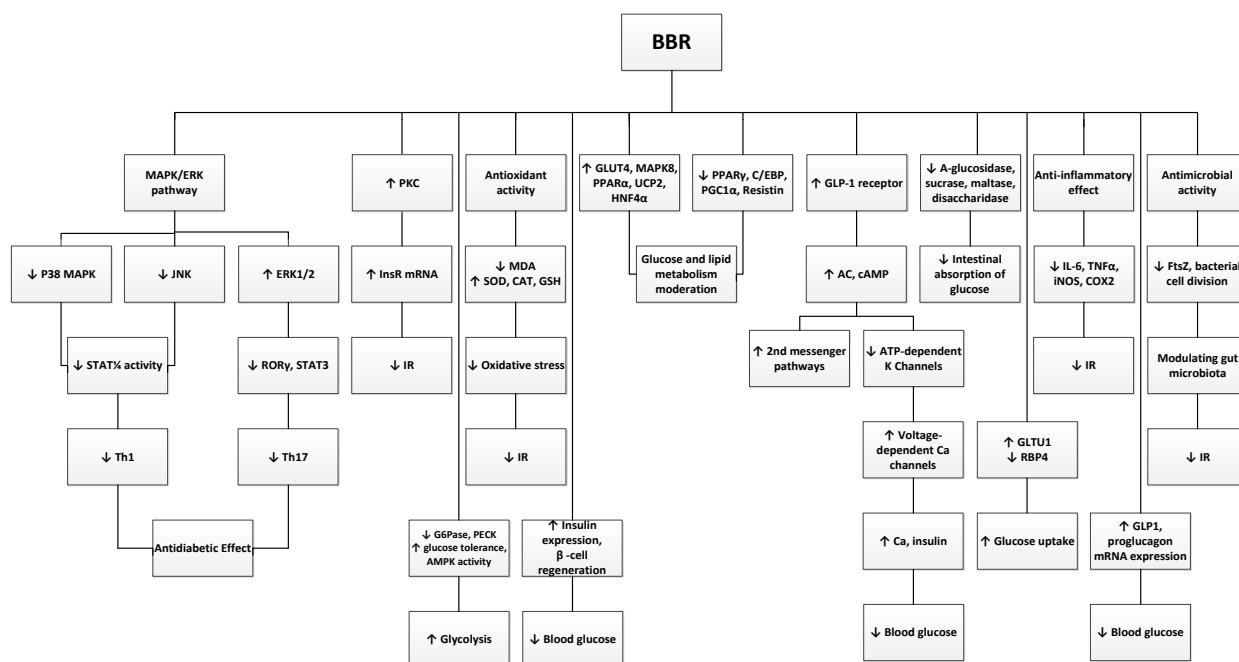 BBR
MAPK/ERK
pathway
↑ PKC
Antioxidant
activity
↑ GLUT4, MAPK8,
PPARα, UCP2,
HNF4α
↓ PPARγ, C/EBP,
PGC1α, Resistin
↑ GLP-1 receptor
↓ A-glucosidase,
sucrase, maltase,
disaccharidase
Anti-inflammatory
effect
Antimicrobial
activity
↓ P38 MAPK
↓ JNK
↑ ERK1/2
↑ InsR mRNA
↓ MDA
↑ SOD, CAT, GSH
Glucose and lipid
metabolism
moderation
↑ AC, cAMP
↓ Intestinal
absorption of
glucose
↓ IL-6, TNFα,
iNOS, COX2
↓ FtsZ, bacterial
cell division
↓ STAT¼ activity
↓ RORγ, STAT3
↓ IR
↓ Oxidative stress
↑ 2nd messenger
pathways
↓ ATP-dependent
K Channels
↓ IR
Modulating gut
microbiota
↓ Th1
↓ Th17
↓ IR
↑ Voltage-
dependent Ca
channels
↑ GLTU1
↓ RBP4
↓ IR
Antidiabetic Effect
↓ G6Pase, PECK
↑ glucose tolerance,
AMPK activity
↑ Insulin
expression,
β -cell
regeneration
↑ Ca, insulin
↑ Glucose uptake
↑ GLP1,
proglucagon
mRNA expression
↑ Glycolysis
↓ Blood glucose
↓ Blood glucose
↓ Blood glucose